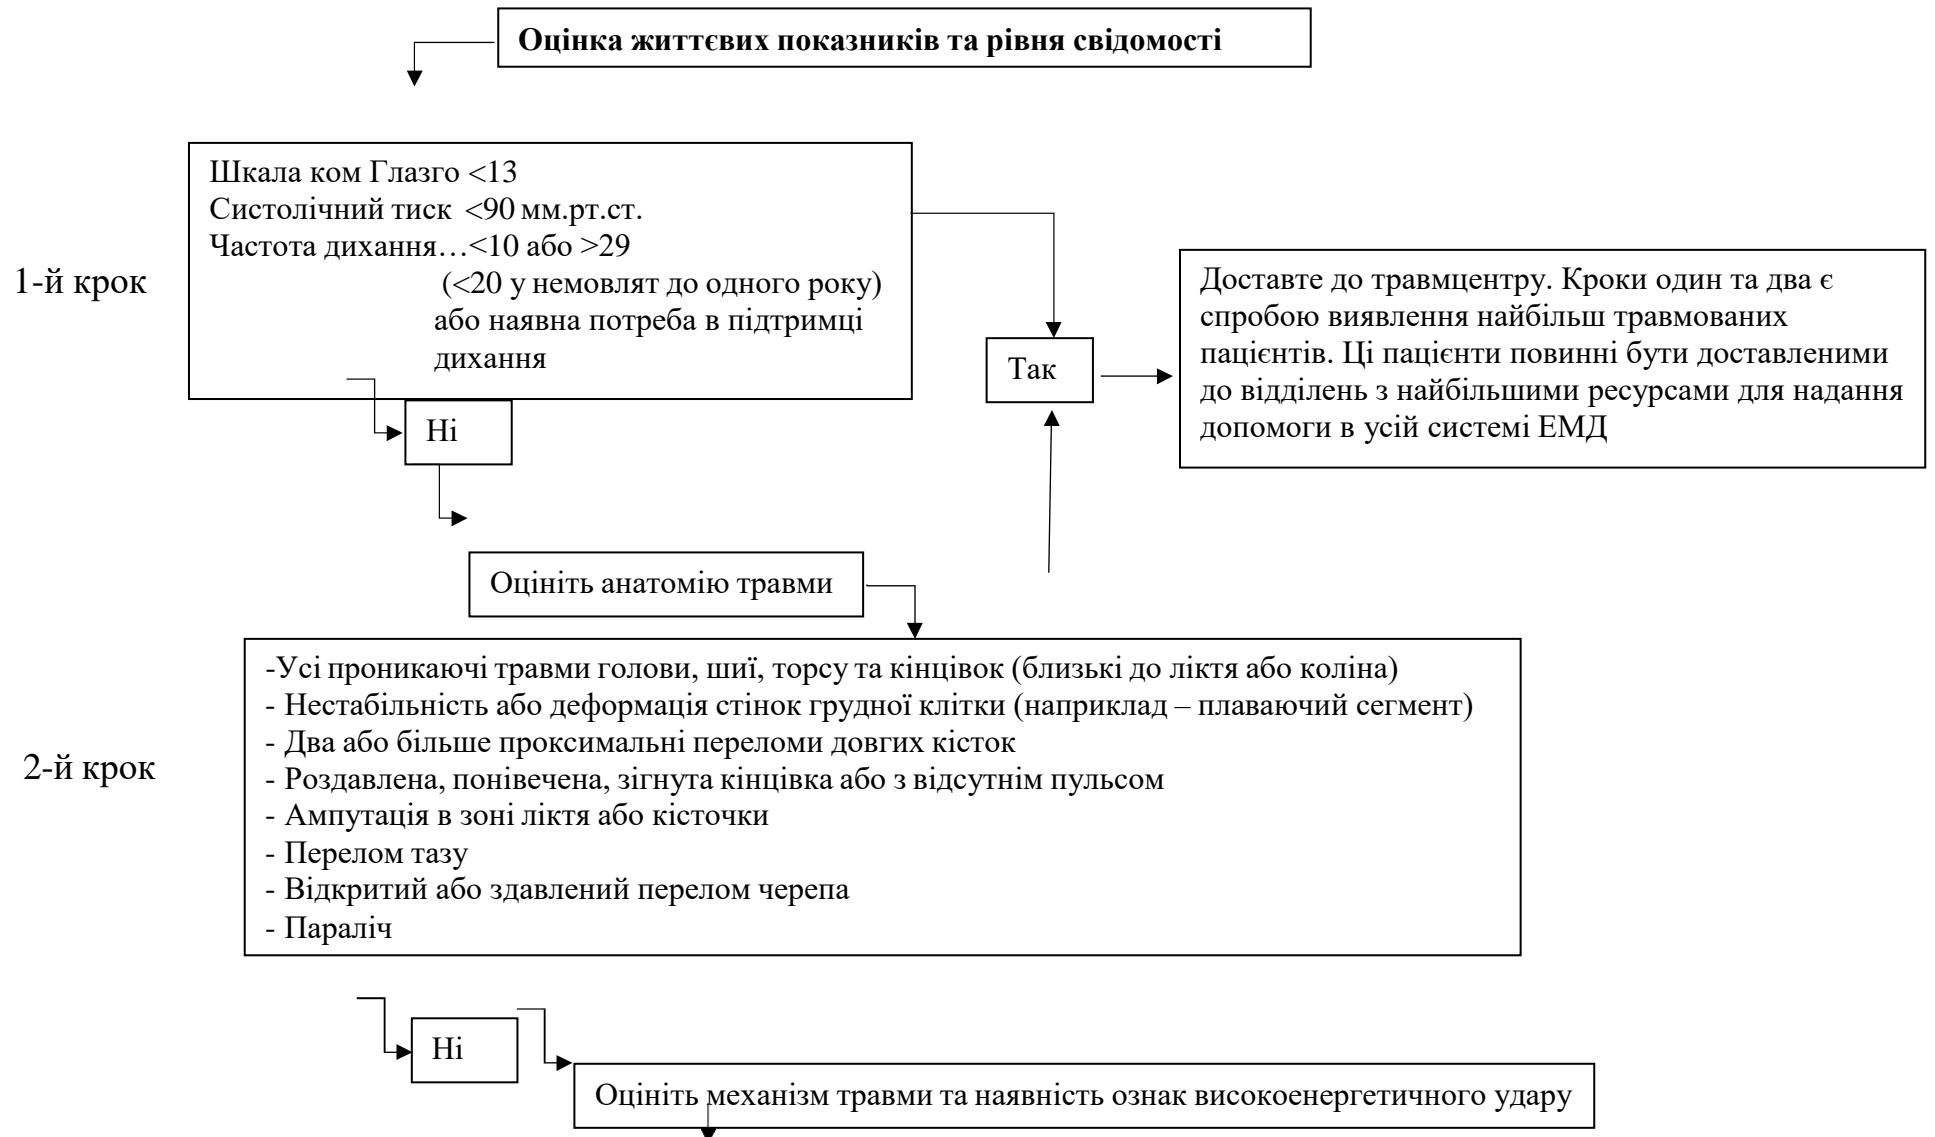 Оцінка життєвих показників та рівня свідомості
1-й крок
Шкала ком Глазго <13
Систолічний тиск <90 мм.рт.ст.
Частота дихання…<10 або >29
(<20 у немовлят до одного року)
або наявна потреба в підтримці
дихання
Ні
Так
Доставте до травмцентру. Кроки один та два є
спробою виявлення найбільш травмованих
пацієнтів. Ці пацієнти повинні бути доставленими
до відділень з найбільшими ресурсами для надання
допомоги в усій системі ЕМД
Оцініть анатомію травми
2-й крок
-Усі проникаючі травми голови, шиї, торсу та кінцівок (близькі до ліктя або коліна)
- Нестабільність або деформація стінок грудної клітки (наприклад – плаваючий сегмент)
- Два або більше проксимальні переломи довгих кісток
- Роздавлена, понівечена, зігнута кінцівка або з відсутнім пульсом
- Ампутація в зоні ліктя або кісточки
- Перелом тазу
- Відкритий або здавлений перелом черепа
- Параліч
Ні
Оцініть механізм травми та наявність ознак високоенергетичного удару